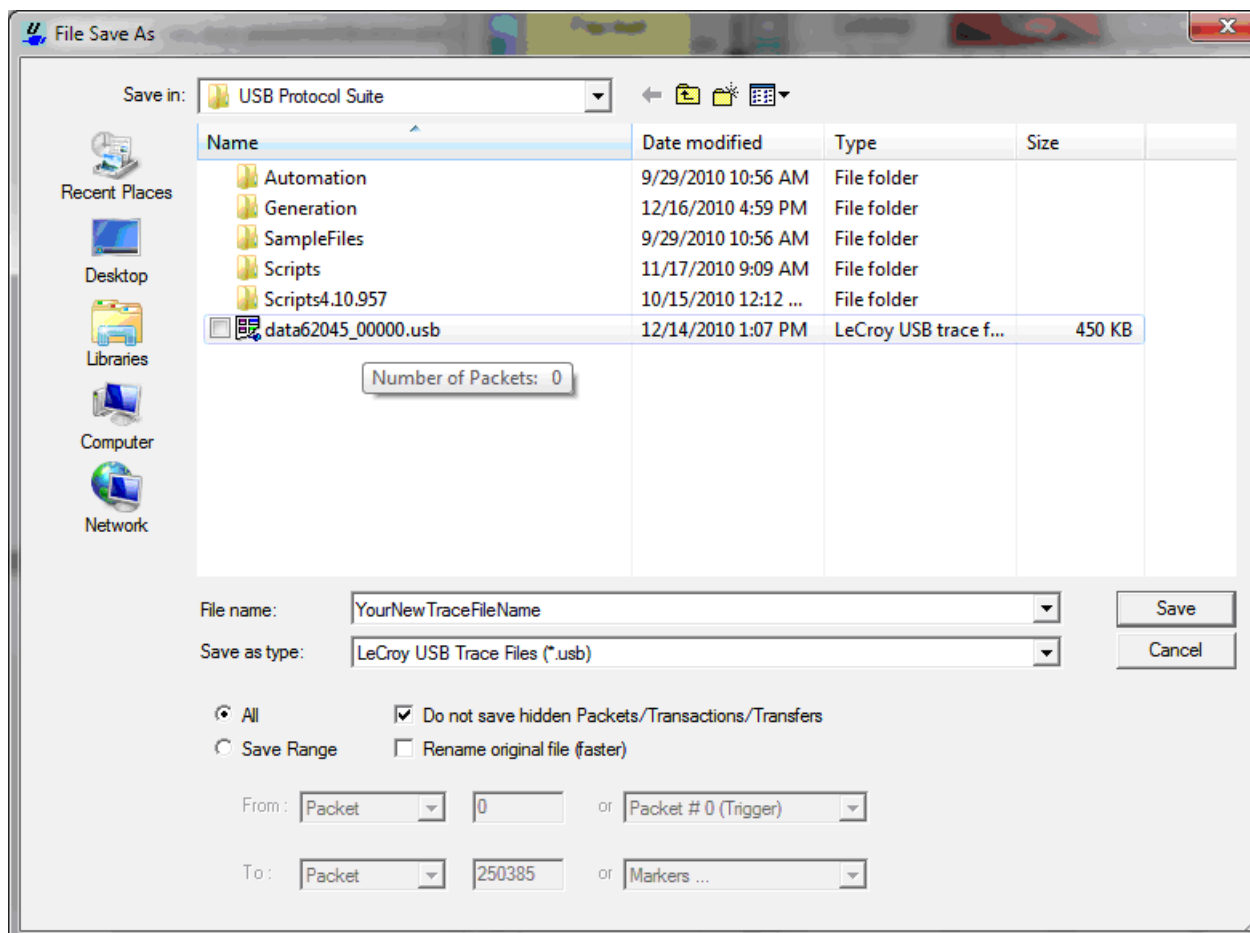 File Save As
Save in: USB Protocol Suite
Name Date modified Type Size
Automation 9/29/2010 10:56 AM File folder
Generation 12/16/2010 4:59 PM File folder
SampleFiles 9/29/2010 10:56 AM File folder
Scripts 11/17/2010 9:09 AM File folder
Scripts4.10.957 10/15/2010 12:12 ... File folder
data62045_00000.usb 12/14/2010 1:07 PM LeCroy USB trace f... 450 KB
Number of Packets: 0
Recent Places
Desktop
Libraries
Computer
Network
File name: YourNewTraceFileName Save
Save as type: LeCroy USB Trace Files (*.usb) Cancel
All Do not save hidden Packets/Transactions/Transfers
Save Range Rename original file (faster)
From : Packet 0 or Packet # 0 (Trigger)
To : Packet 250385 or Markers ...